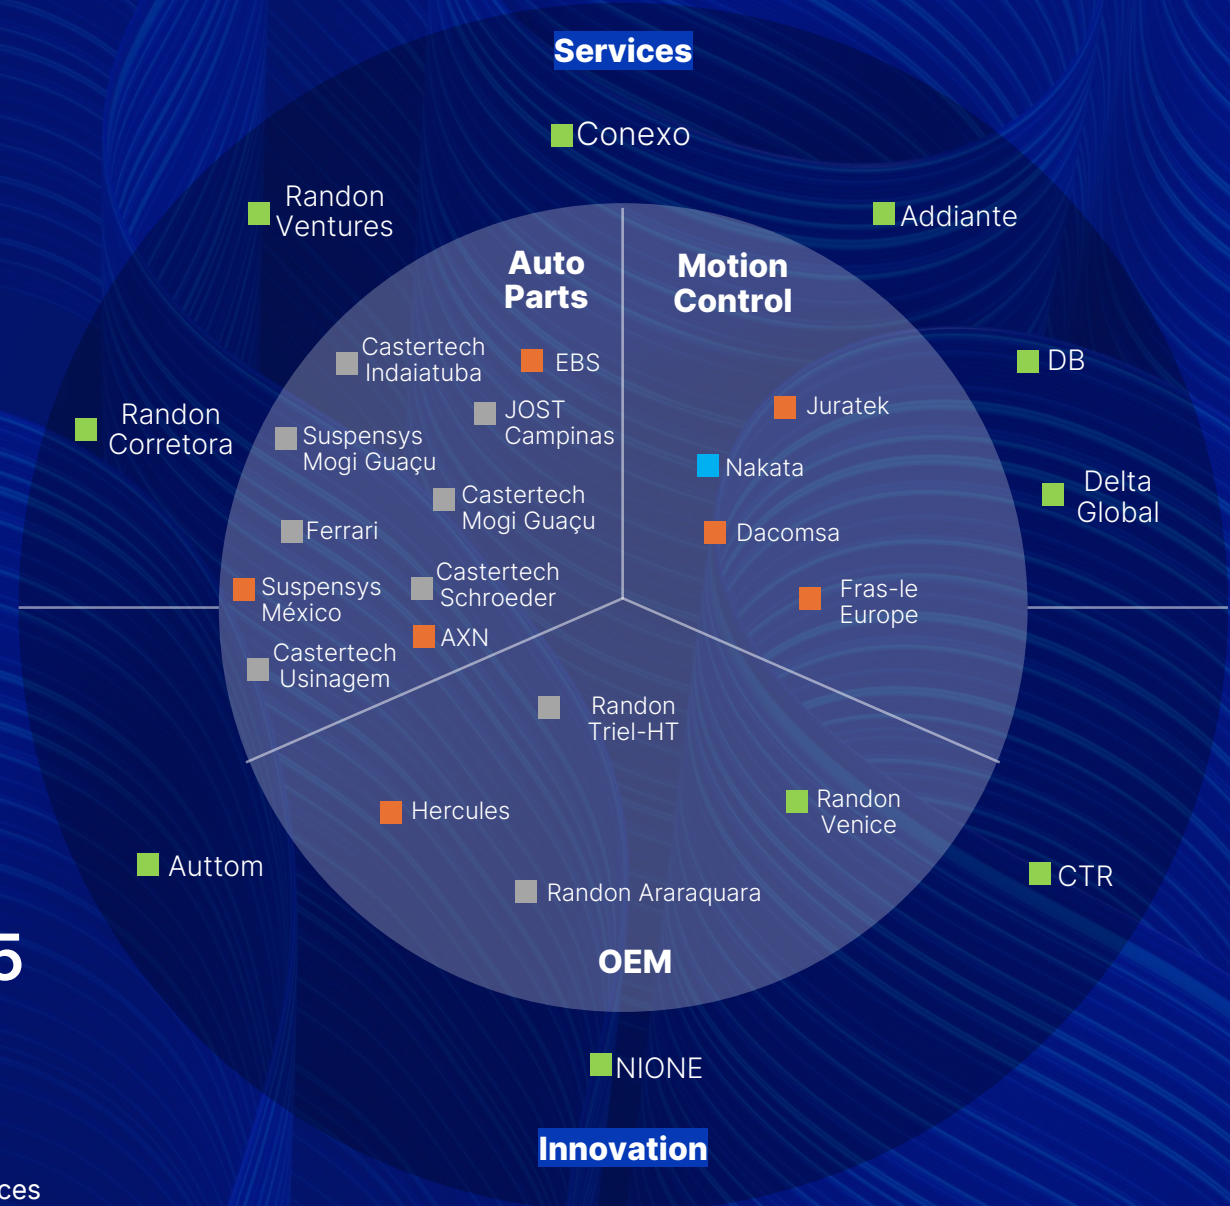 Services
Conexo
Randon
Ventures
Addiante
Auto
Parts
Motion
Control
Castertech
Indaiatuba
EBS
DB
JOST
Campinas
Juratek
Randon
Corretora
Suspensys
Mogi Guaçu
Nakata
Delta
Global
Castertech
Mogi Guaçu
Ferrari
Dacomsa
Castertech
Schroeder
Suspensys
México
Fras-le
Europe
AXN
Castertech
Usinagem
Randon
Triel-HT
Hercules
Randon
Venice
Auttom
CTR
Randon Araraquara
5
OEM
NIONE
Innovation
ces